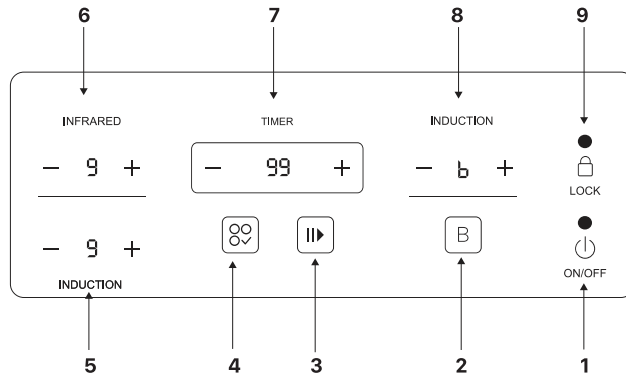 6 7 8 9
INFRARED TIMER INDUCTION
− 9 + − 99 + − b +
LOCK
− 9 + B
ON/OFF
INDUCTION
5 4 3 2 1